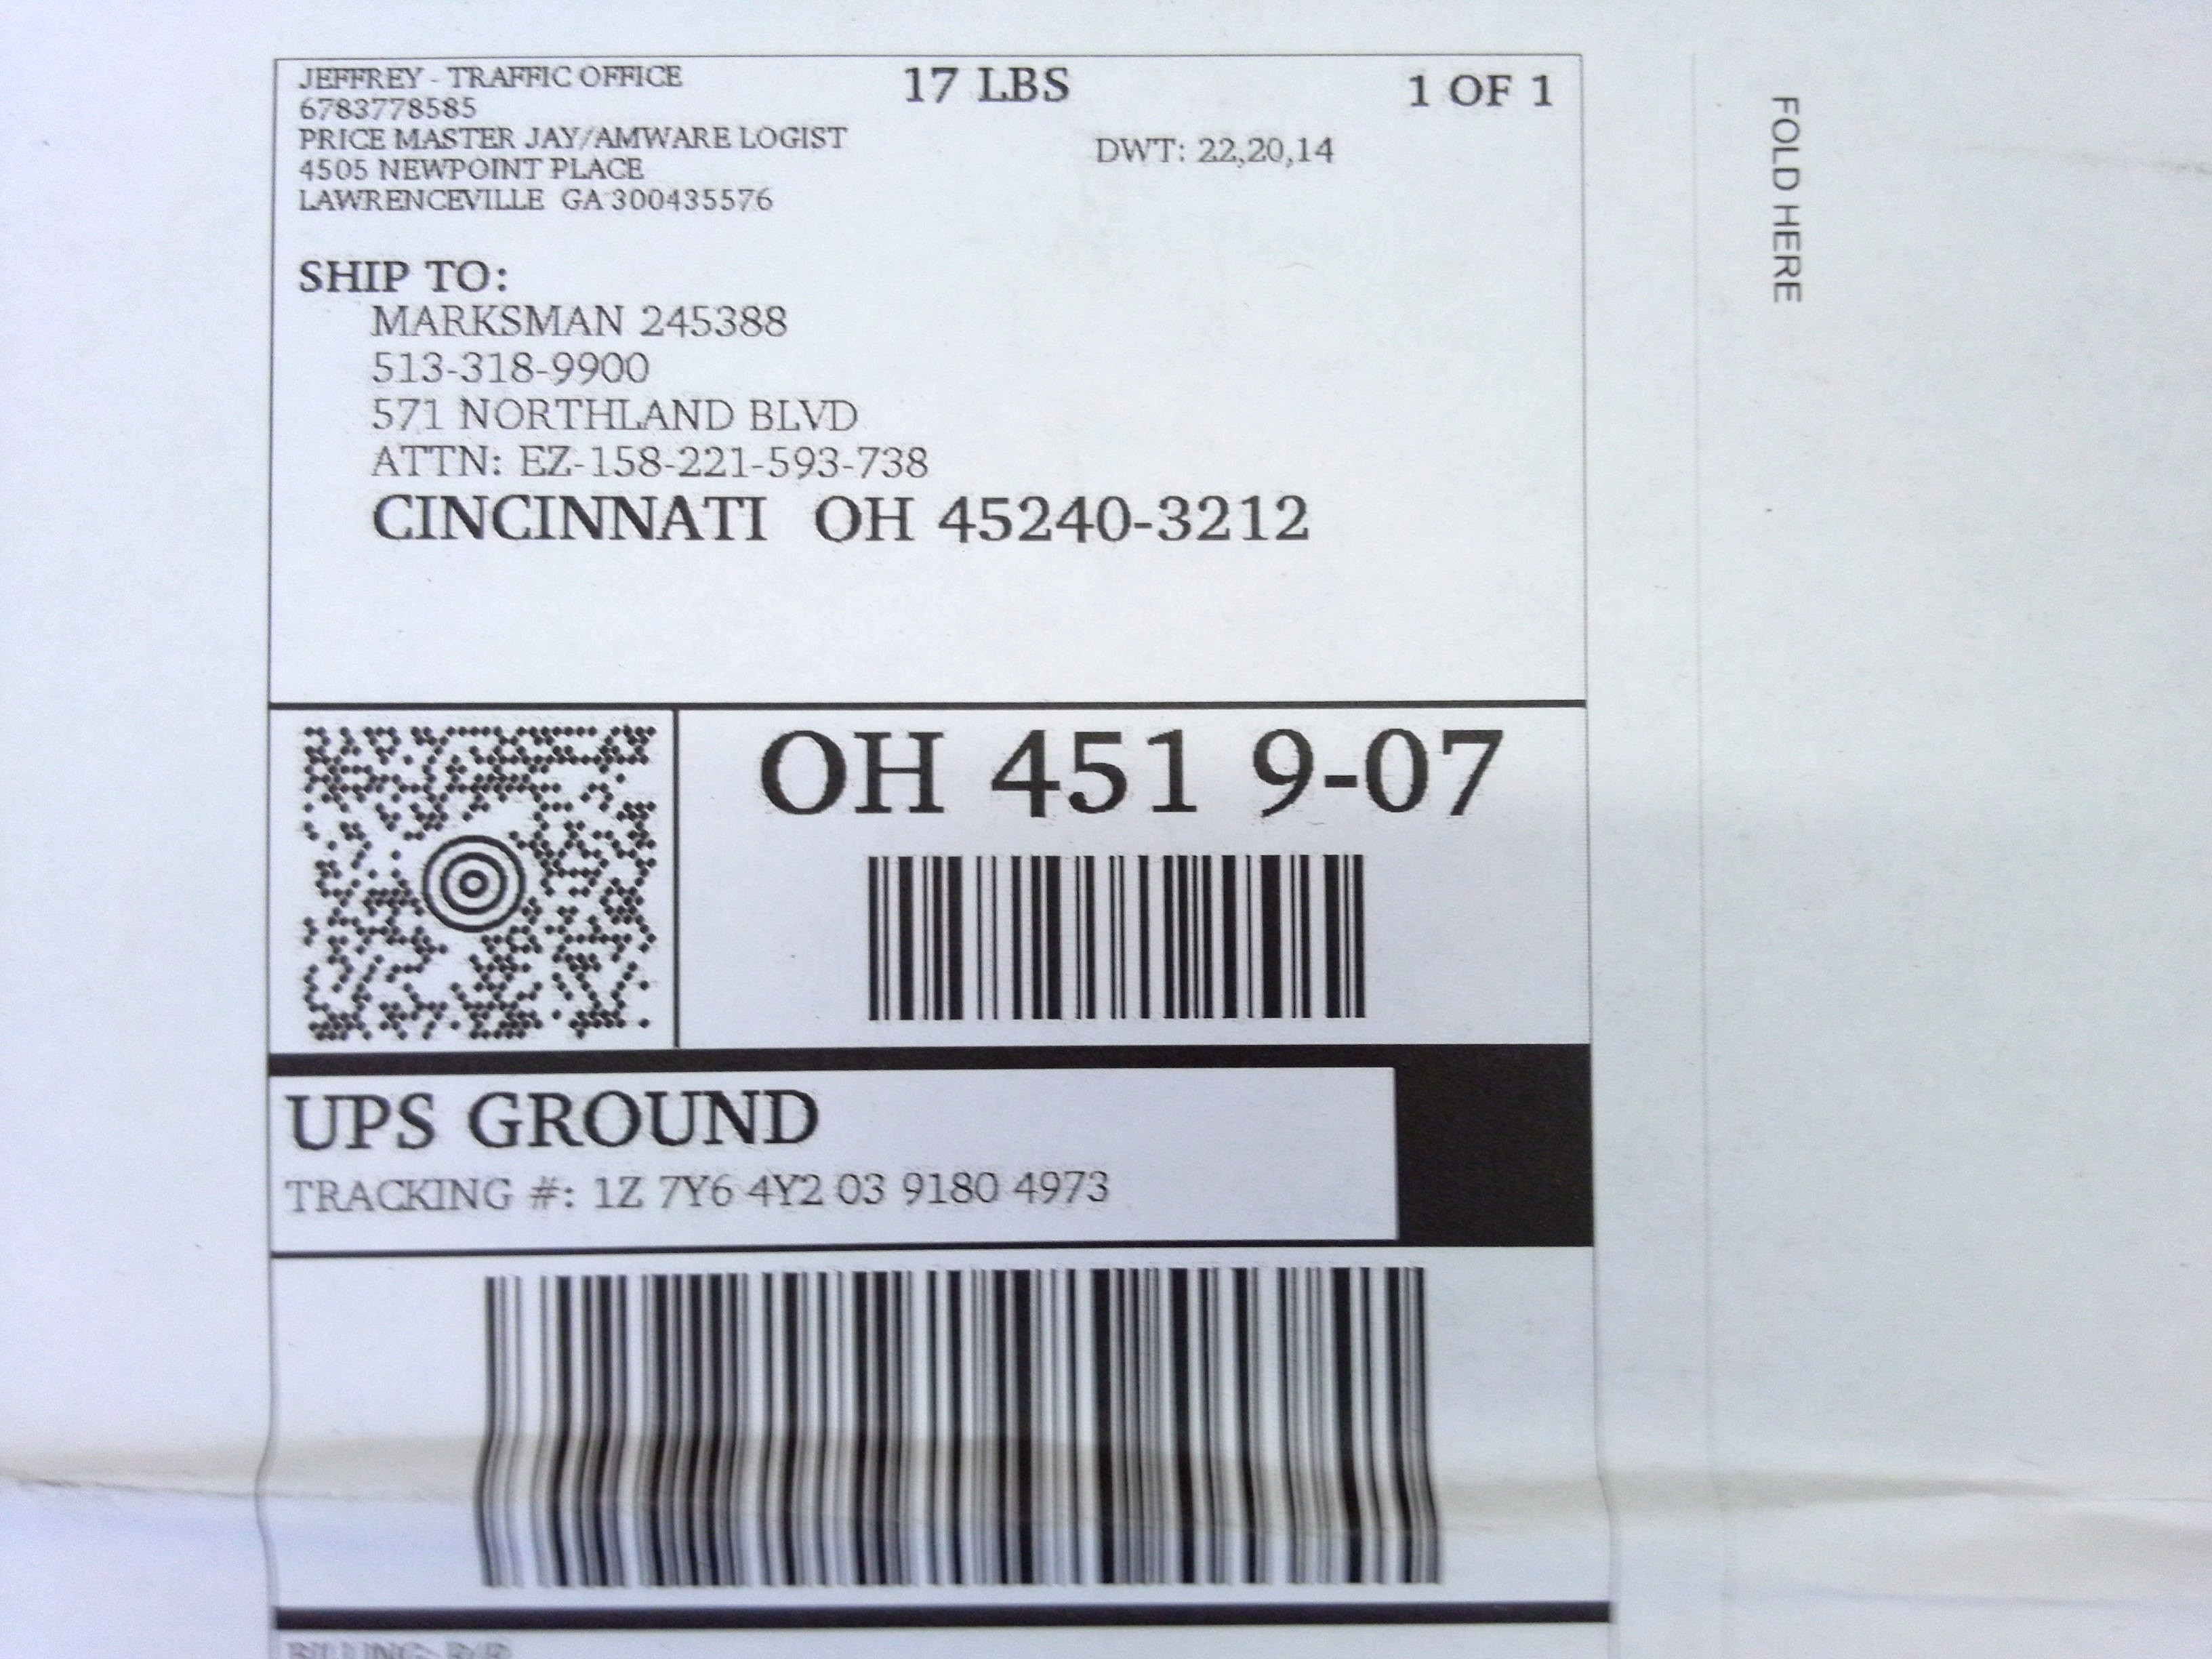 JEFFREY - TRAFFIC OFFICE
6783778585
PRICE MASTER JAY/AMWARE LOGIST
4505 NEWPOINT PLACE
LAWRENCEVILLE GA 300435576
17 LBS
1 OF 1
DWT: 22,20,14
SHIP TO:
MARKSMAN 245388
513-318-9900
571 NORTHLAND BLVD
ATTN: EZ-158-221-593-738
CINCINNATI OH 45240-3212
OH 451 9-07
UPS GROUND
TRACKING #: 1Z 7Y6 4Y2 03 9180 4973
BILLING: P/P
FOLD HERE